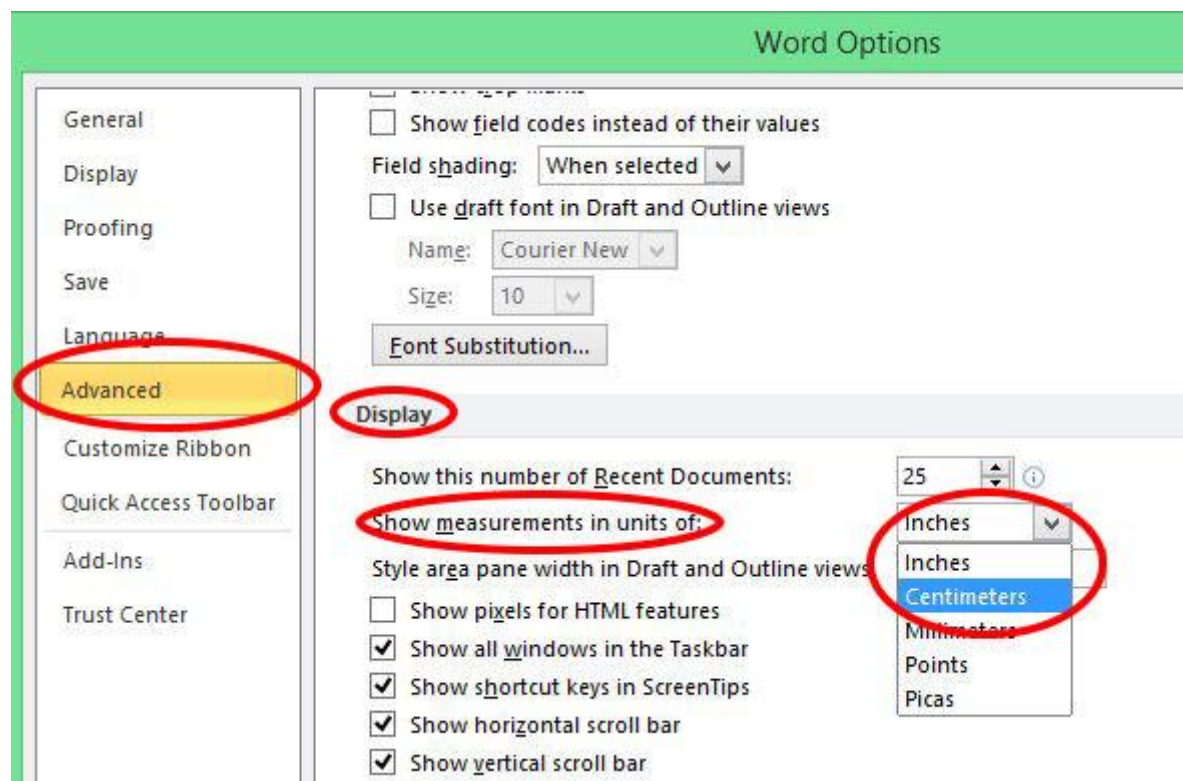 Word Options
General
Display
Proofing
Save
Language
Advanced
Customize Ribbon
Quick Access Toolbar
Add-Ins
Trust Center
Show crop marks
Show field codes instead of their values
Field shading: When selected
Use draft font in Draft and Outline views
Name: Courier New
Size: 10
Font Substitution...
Display
Show this number of Recent Documents: 25
Show measurements in units of: Inches
Style area pane width in Draft and Outline views
Inches
Centimeters
Millimeters
Points
Picas
Show pixels for HTML features
Show all windows in the Taskbar
Show shortcut keys in ScreenTips
Show horizontal scroll bar
Show vertical scroll bar